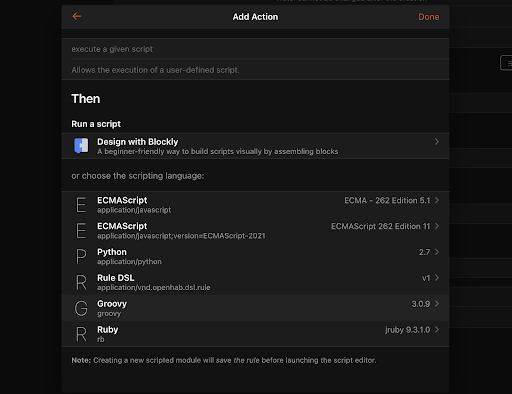 Add Action
Done
execute a given script
Allows the execution of a user-defined script.
Then
Run a script
Design with Blockly
A beginner-friendly way to build scripts visually by assembling blocks
or choose the scripting language:
E
ECMAScript
ECMA - 262 Edition 5.1
application/javascript
E
ECMAScript
ECMAScript 262 Edition 11
application/javascript;version=ECMAScript-2021
P
Python
2.7
application/python
R
Rule DSL
v1
application/vnd.openhab.dsl.rule
G
Groovy
3.0.9
groovy
R
Ruby
jruby 9.3.1.0
rb
Note: Creating a new scripted module will save the rule before launching the script editor.